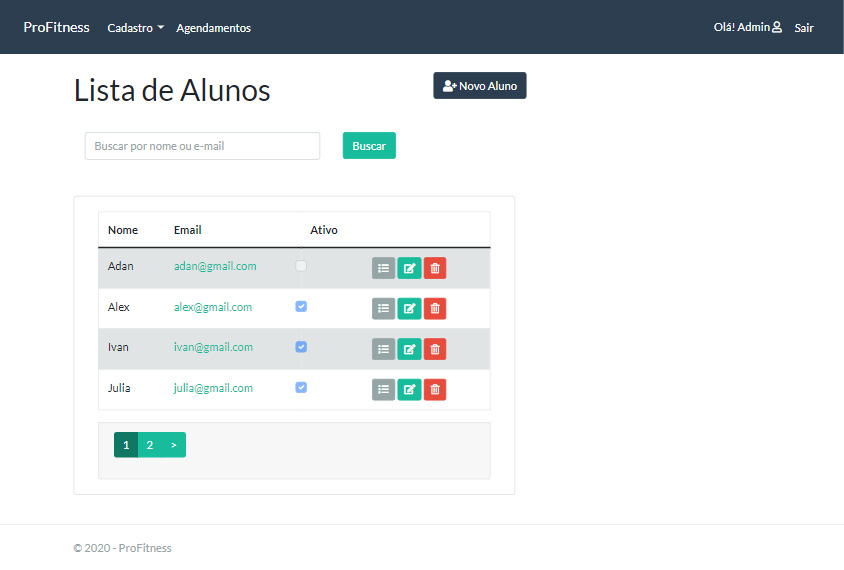 ProFitness Cadastro Agendamentos Olá! Admin Sair
Lista de Alunos
Novo Aluno
Buscar por nome ou e-mail
Buscar
Nome Email Ativo
Adan adan@gmail.com
Alex alex@gmail.com
Ivan ivan@gmail.com
Julia julia@gmail.com
1 2 >
© 2020 - ProFitness